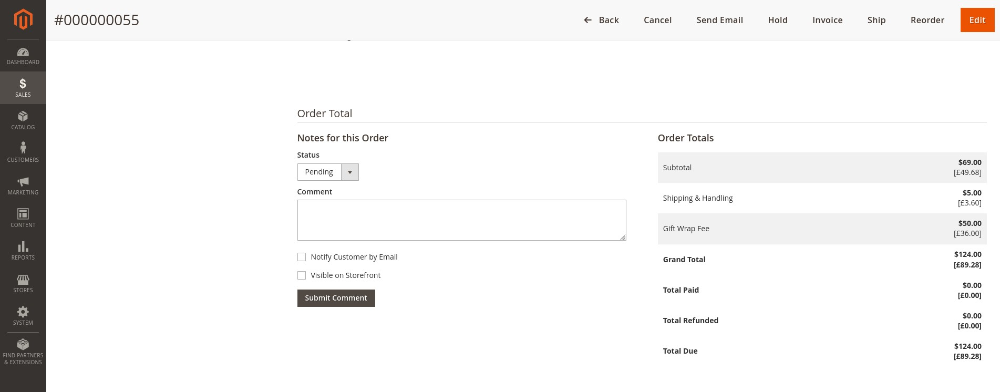 #000000055
Back
Cancel
Send Email
Hold
Invoice
Ship
Reorder
Edit
DASHBOARD
SALES
CATALOG
CUSTOMERS
MARKETING
CONTENT
REPORTS
STORES
SYSTEM
FIND PARTNERS
& EXTENSIONS
Order Total
Notes for this Order
Status
Pending
Comment
Notify Customer by Email
Visible on Storefront
Submit Comment
Order Totals
Subtotal
$69.00
[£49.68]
Shipping & Handling
$5.00
[£3.60]
Gift Wrap Fee
$50.00
[£36.00]
Grand Total
$124.00
[£89.28]
Total Paid
$0.00
[£0.00]
Total Refunded
$0.00
[£0.00]
Total Due
$124.00
[£89.28]